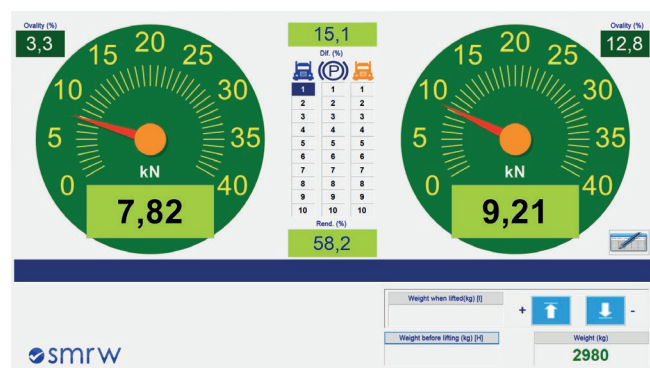 Ovality (%)
3,3
0
5
10
15
20
25
30
35
40
kN
7,82
15,1
Dif. (%)
P
1 1 1
2 2 2
3 3 3
4 4 4
5 5 5
6 6 6
7 7 7
8 8 8
9 9 9
10 10 10
Rend. (%)
58,2
Ovality (%)
12,8
0
5
10
15
20
25
30
35
40
kN
9,21
Weight when lifted(kg) [I]
+ -
Weight before lifting (kg) [H]
Weight (kg)
2980
smrw